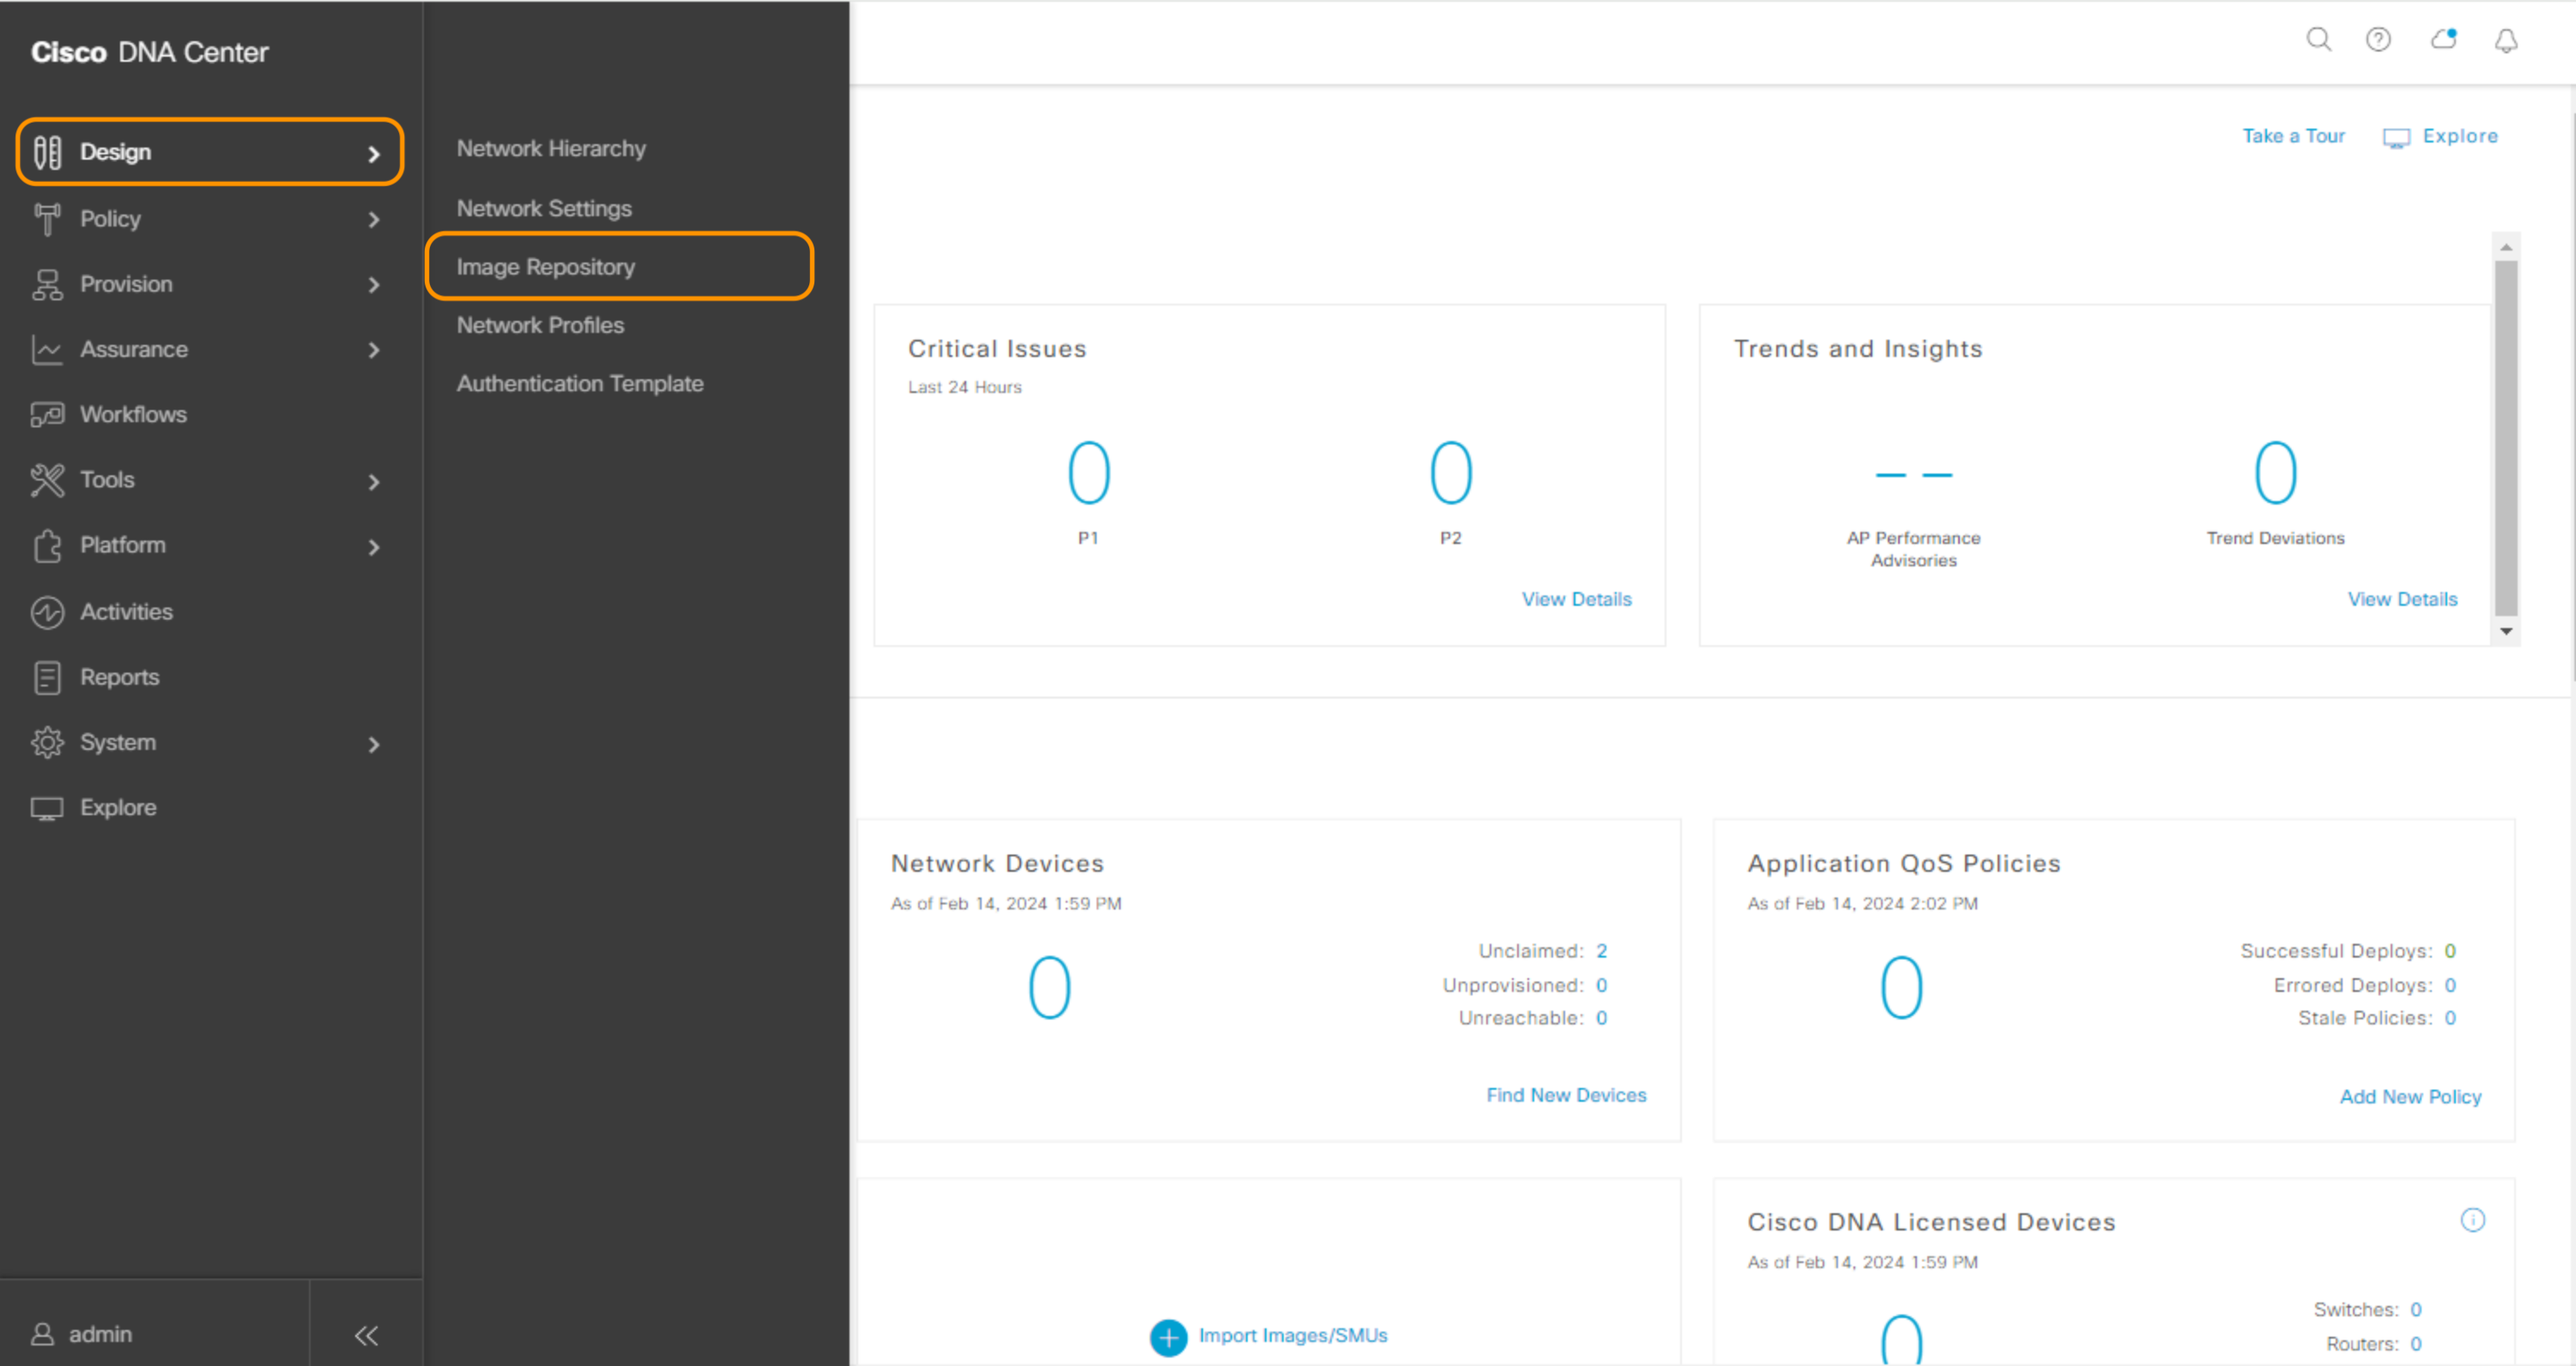 Cisco DNA Center
Design
Policy
Provision
Assurance
Workflows
Tools
Platform
Activities
Reports
System
Explore
admin
Network Hierarchy
Network Settings
Image Repository
Network Profiles
Authentication Template
Take a Tour
Explore
Critical Issues
Last 24 Hours
0
P1
0
P2
View Details
Trends and Insights
--
AP Performance
Advisories
0
Trend Deviations
View Details
Network Devices
As of Feb 14, 2024 1:59 PM
0
Unclaimed: 2
Unprovisioned: 0
Unreachable: 0
Find New Devices
Application QoS Policies
As of Feb 14, 2024 2:02 PM
0
Successful Deploys: 0
Errored Deploys: 0
Stale Policies: 0
Add New Policy
Import Images/SMUs
Cisco DNA Licensed Devices
As of Feb 14, 2024 1:59 PM
0
Switches: 0
Routers: 0